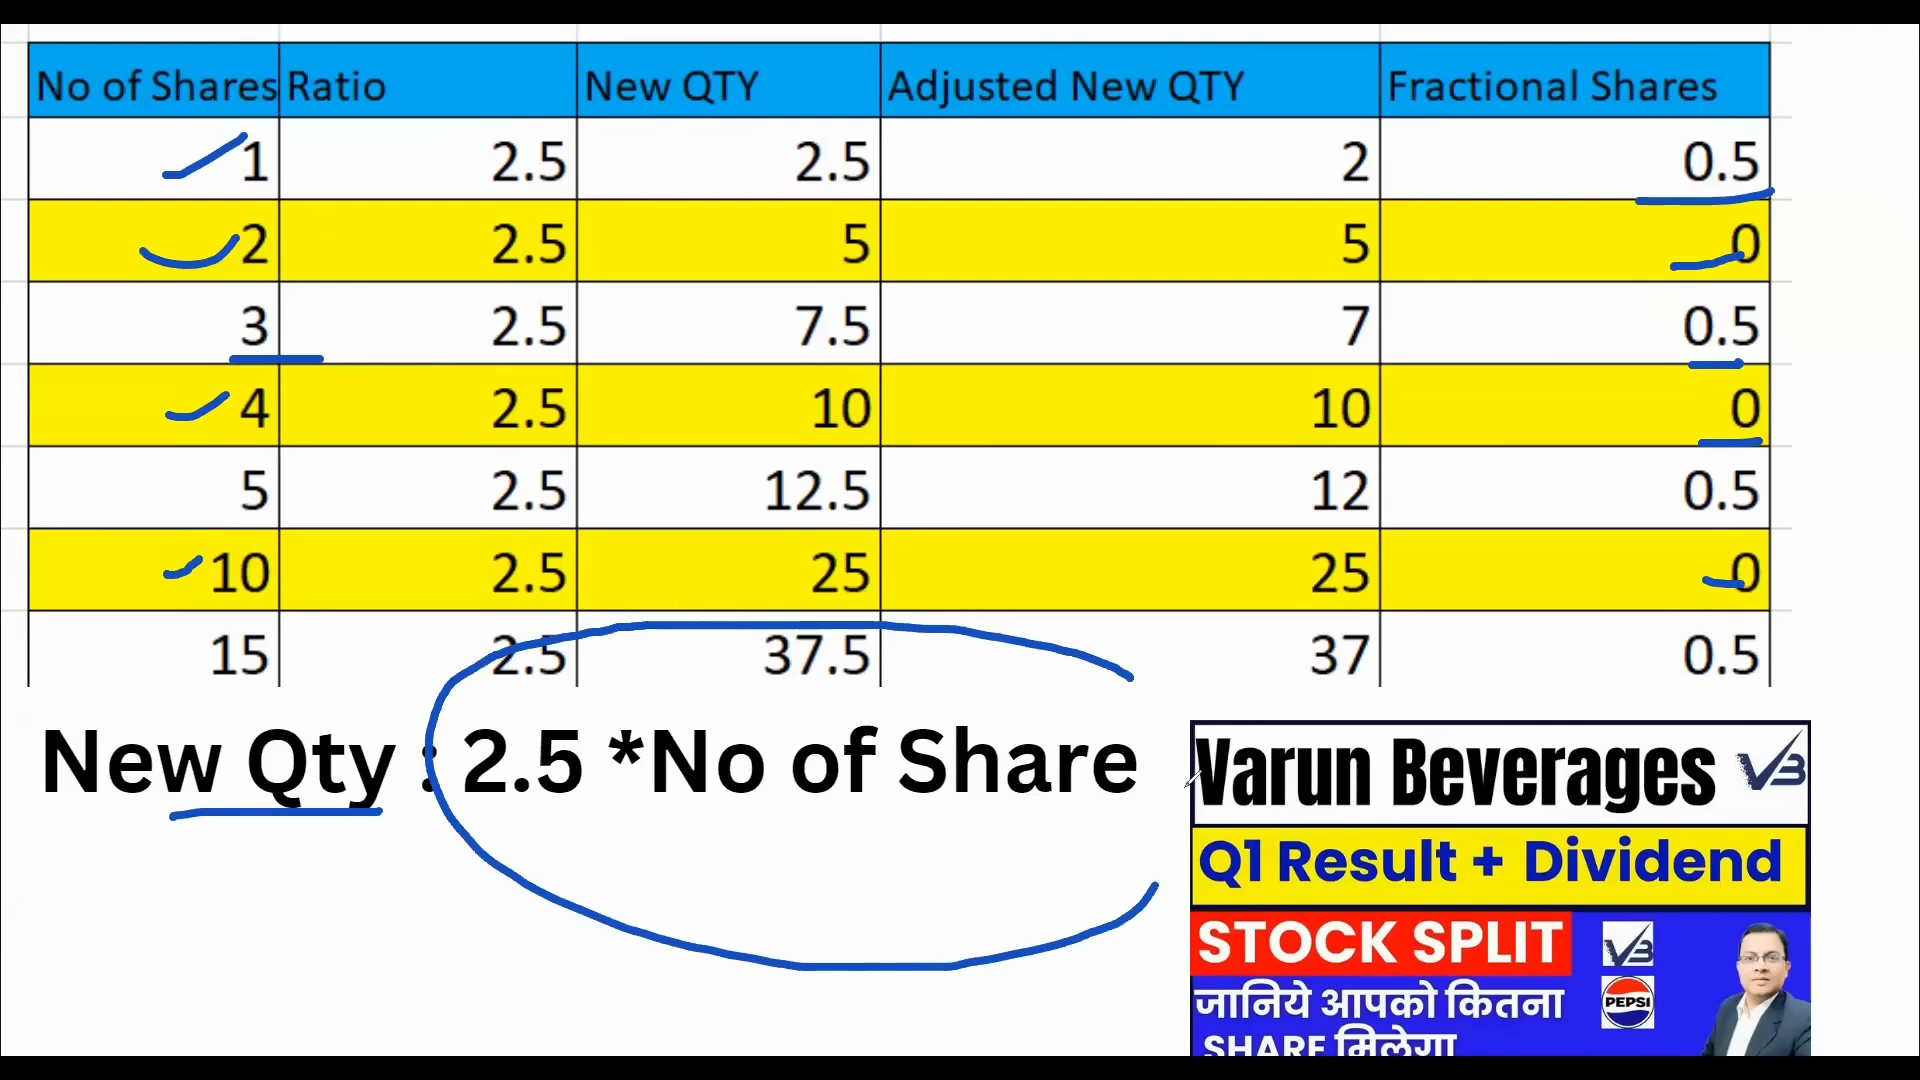 No of Shares Ratio New QTY Adjusted New QTY Fractional Shares
1 2.5 2.5 2 0.5
2 2.5 5 5 0
3 2.5 7.5 7 0.5
4 2.5 10 10 0
5 2.5 12.5 12 0.5
10 2.5 25 25 0
15 2.5 37.5 37 0.5
New Qty : 2.5 *No of Share
Varun Beverages VB
Q1 Result + Dividend
STOCK SPLIT VB
जानिये आपको कितना PEPSI
SHARE मिलेगा